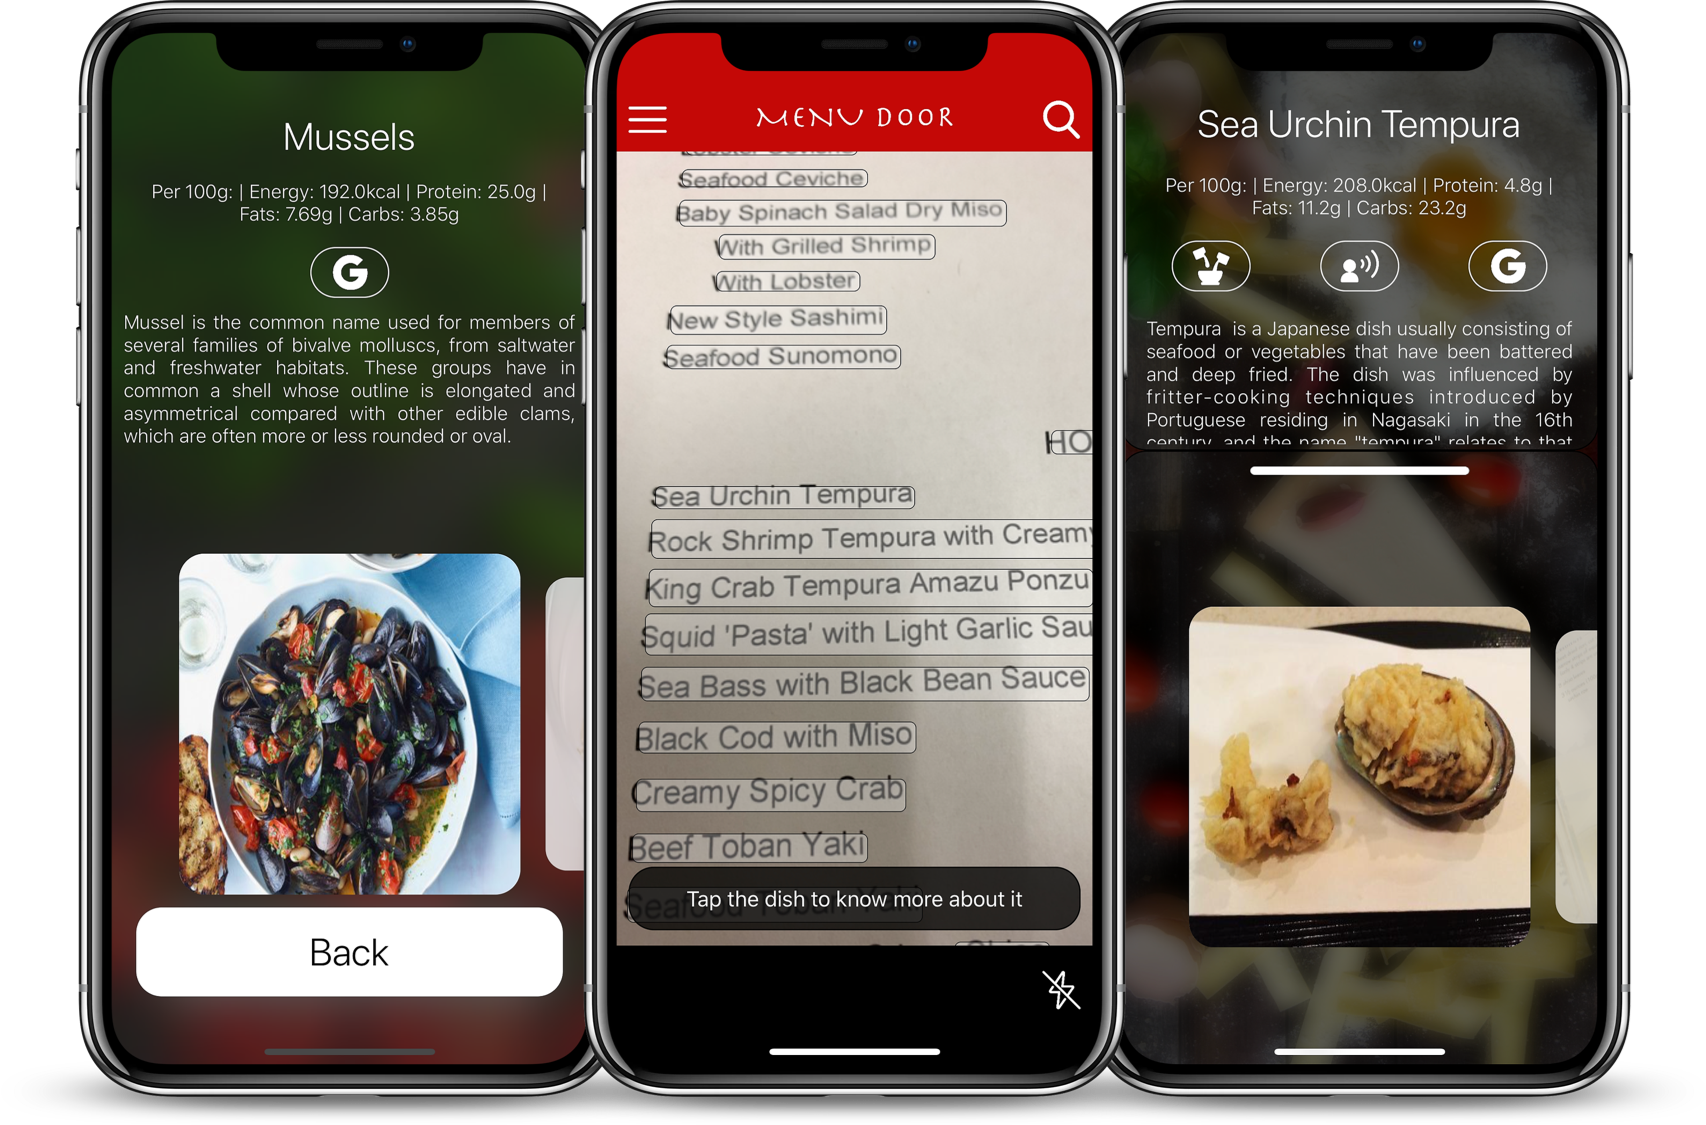 Mussels
Per 100g: | Energy: 192.0kcal | Protein: 25.0g |
Fats: 7.69g | Carbs: 3.85g
G
Mussel is the common name used for members of
several families of bivalve molluscs, from saltwater
and freshwater habitats. These groups have in
common a shell whose outline is elongated and
asymmetrical compared with other edible clams,
which are often more or less rounded or oval.
Back
MENU DOOR
Lobster Ceviche
Seafood Ceviche
Baby Spinach Salad Dry Miso
With Grilled Shrimp
With Lobster
New Style Sashimi
Seafood Sunomono
HO
Sea Urchin Tempura
Rock Shrimp Tempura with Creamy
King Crab Tempura Amazu Ponzu
Squid 'Pasta' with Light Garlic Sau
Sea Bass with Black Bean Sauce
Black Cod with Miso
Creamy Spicy Crab
Beef Toban Yaki
Seafood Toban Yaki
Tap the dish to know more about it
Sea Urchin Tempura
Per 100g: | Energy: 208.0kcal | Protein: 4.8g |
Fats: 11.2g | Carbs: 23.2g
G
Tempura is a Japanese dish usually consisting of
seafood or vegetables that have been battered
and deep fried. The dish was influenced by
fritter-cooking techniques introduced by
Portuguese residing in Nagasaki in the 16th
century, and the name "tempura" relates to that